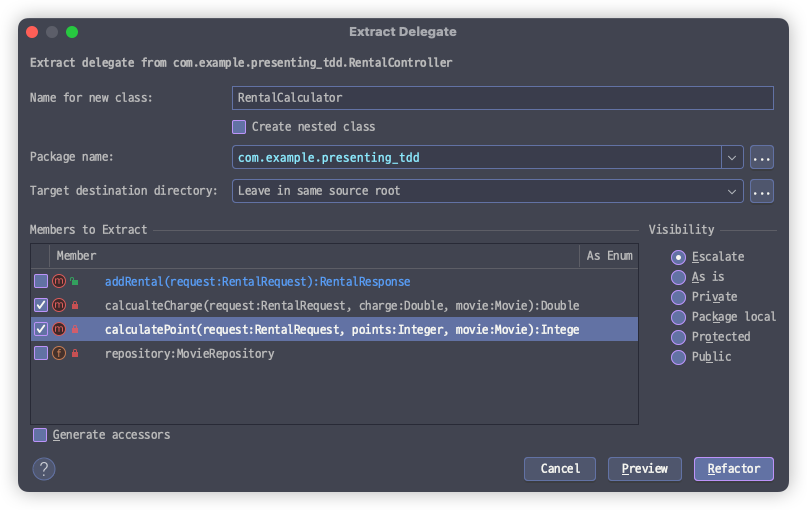 Extract Delegate
Extract delegate from com.example.presenting_tdd.RentalController
Name for new class: RentalCalculator
Create nested class
Package name: com.example.presenting_tdd ...
Target destination directory: Leave in same source root ...
Members to Extract
Member As Enum
addRental(request:RentalRequest):RentalResponse
calcualteCharge(request:RentalRequest, charge:Double, movie:Movie):Double
calculatePoint(request:RentalRequest, points:Integer, movie:Movie):Intege
repository:MovieRepository
Generate accessors
Visibility
Escalate
As is
Private
Package local
Protected
Public
? Cancel Preview Refactor